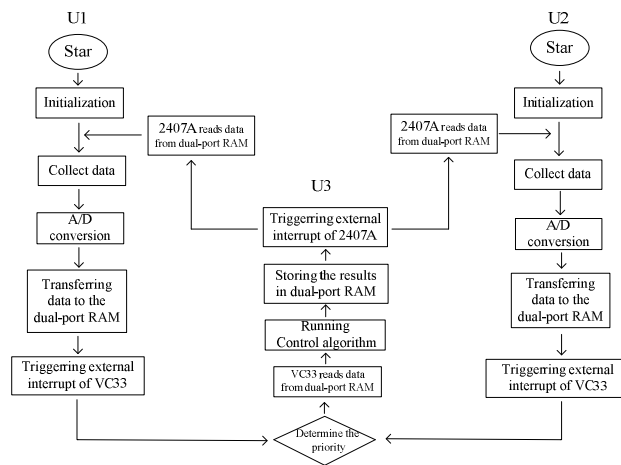 U1
Star
Initialization
Collect data
A/D
conversion
Transferring
data to the
dual-port RAM
Triggerring external
interrupt of VC33
2407A reads data
from dual-port RAM
U3
Triggerring external
interrupt of 2407A
Storing the results
in dual-port RAM
Running
Control algorithm
VC33 reads data
from dual-port RAM
Determine the
priority
2407A reads data
from dual-port RAM
U2
Star
Initialization
Collect data
A/D
conversion
Transferring
data to the
dual-port RAM
Triggerring external
interrupt of VC33